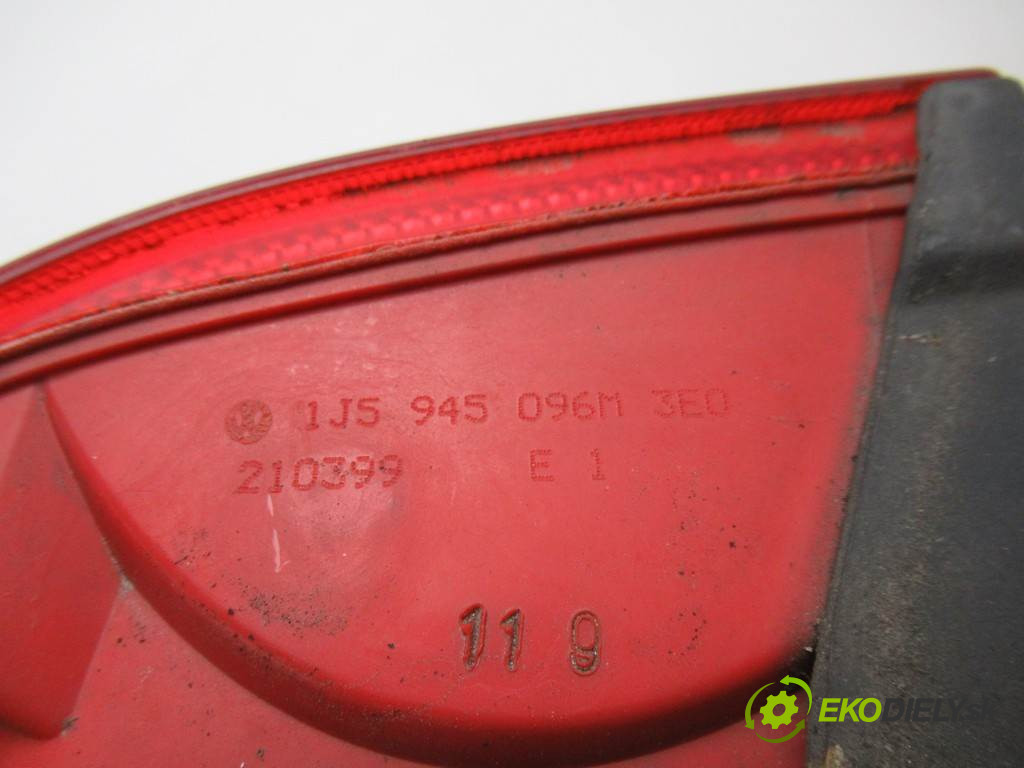 1J5 945 096M 3E0
210399 E 1
11 9
EKODIELY.SK